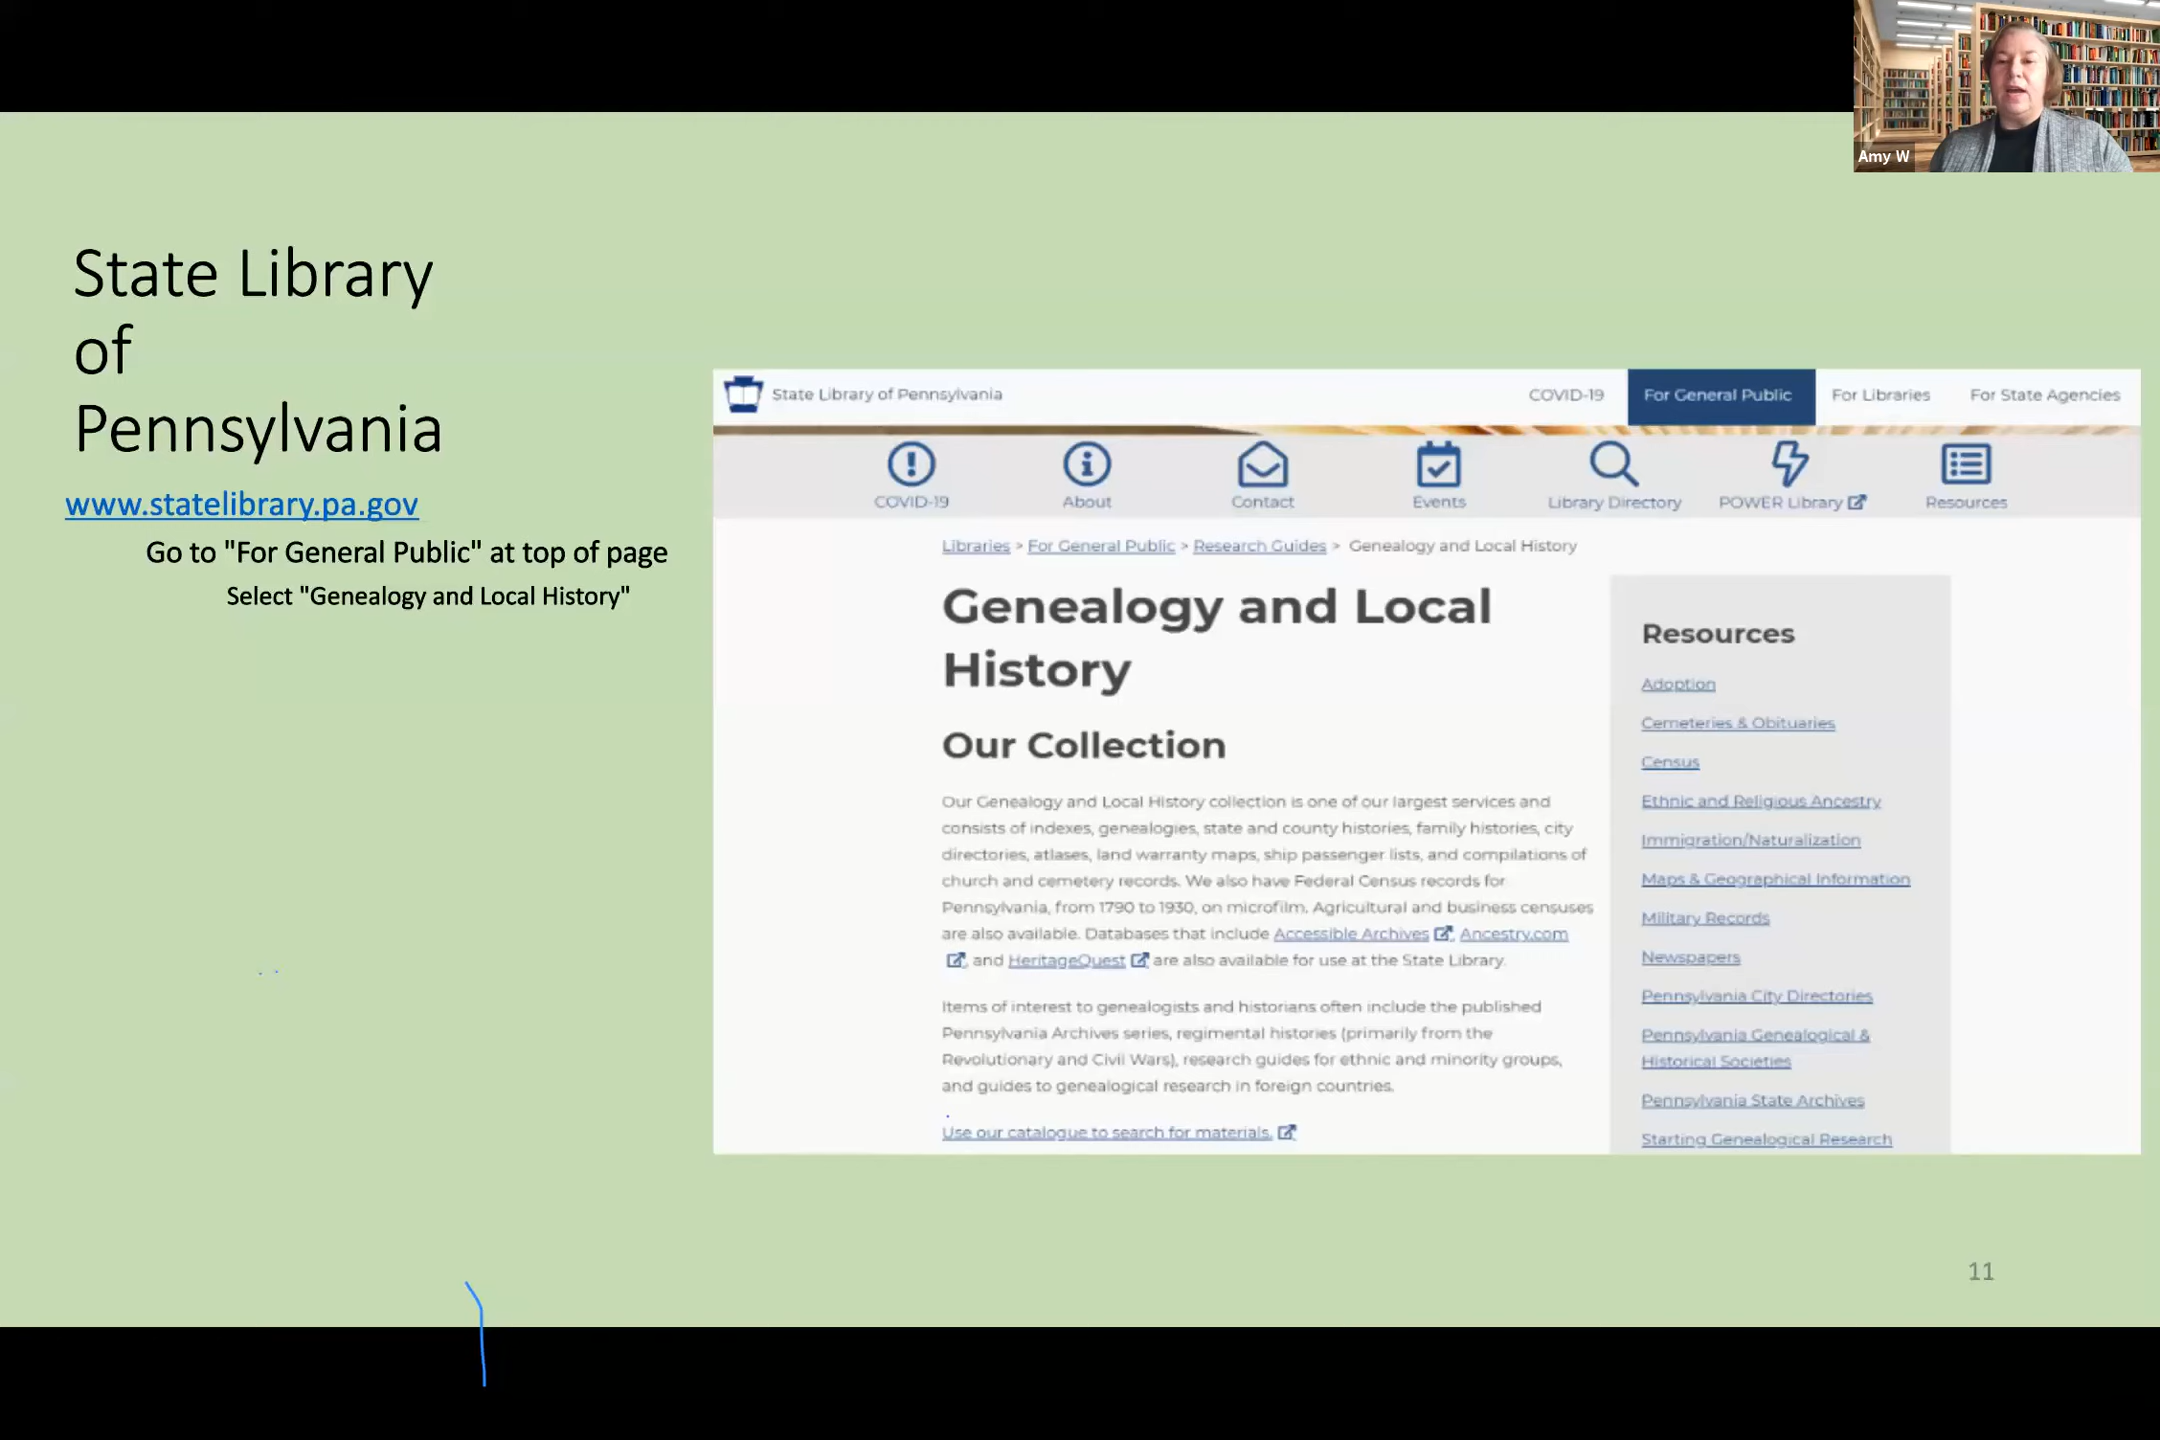 Amy W
State Library
of
Pennsylvania
www.statelibrary.pa.gov
Go to "For General Public" at top of page
Select "Genealogy and Local History"
State Library of Pennsylvania
COVID-19
For General Public
For Libraries
For State Agencies
COVID-19
About
Contact
Events
Library Directory
POWER Library
Resources
Libraries > For General Public > Research Guides > Genealogy and Local History
Genealogy and Local
History
Our Collection
Our Genealogy and Local History collection is one of our largest services and
consists of indexes, genealogies, state and county histories, family histories, city
directories, atlases, land warranty maps, ship passenger lists, and compilations of
church and cemetery records. We also have Federal Census records for
Pennsylvania, from 1790 to 1930, on microfilm. Agricultural and business censuses
are also available. Databases that include Accessible Archives, Ancestry.com
, and HeritageQuest are also available for use at the State Library.
Items of interest to genealogists and historians often include the published
Pennsylvania Archives series, regimental histories (primarily from the
Revolutionary and Civil Wars), research guides for ethnic and minority groups,
and guides to genealogical research in foreign countries.
Use our catalogue to search for materials.
Resources
Adoption
Cemeteries & Obituaries
Census
Ethnic and Religious Ancestry
Immigration/Naturalization
Maps & Geographical Information
Military Records
Newspapers
Pennsylvania City Directories
Pennsylvania Genealogical &
Historical Societies
Pennsylvania State Archives
Starting Genealogical Research
11